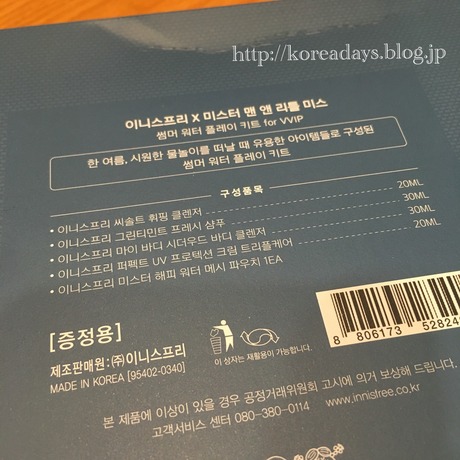 http://koreadays.blog.jp
이니스프리 X 미스터 맨 앤 리틀 미스
썸머 워터 플레이 키트 for VVIP
한 여름, 시원한 물놀이를 떠날 때 유용한 아이템들로 구성된
썸머 워터 플레이 키트
구성품목
• 이니스프리 씨솔트 휘핑 클렌저 20ML
• 이니스프리 그린티민트 프레시 샴푸 30ML
• 이니스프리 마이 바디 시더우드 바디 클렌저 30ML
• 이니스프리 퍼펙트 UV 프로텍션 크림 트리플케어 20ML
• 이니스프리 미스터 해피 워터 메시 파우치 1EA
[증정용]
제조판매원: (주)이니스프리
MADE IN KOREA [95402-0340]
이 상자는 재활용이 가능합니다.
8 806173 52824
본 제품에 이상이 있을 경우 공정거래위원회 고시에 의거 보상해 드립니다.
고객서비스 센터 080-380-0114 www.innisfree.co.kr